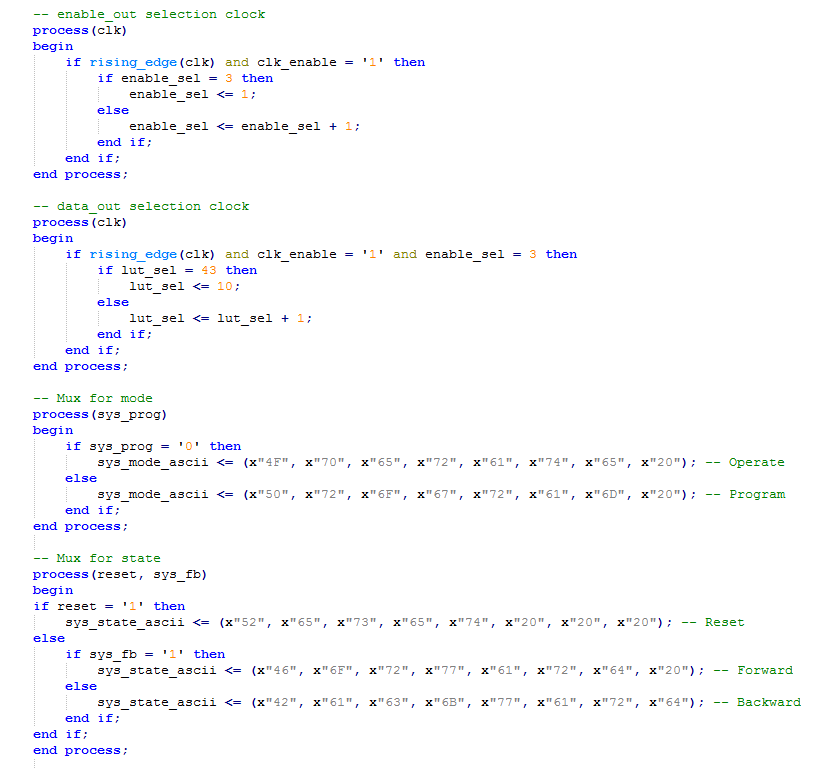 -- enable_out selection clock
process(clk)
begin
    if rising_edge(clk) and clk_enable = '1' then
        if enable_sel = 3 then
            enable_sel <= 1;
        else
            enable_sel <= enable_sel + 1;
        end if;
    end if;
end process;

-- data_out selection clock
process(clk)
begin
    if rising_edge(clk) and clk_enable = '1' and enable_sel = 3 then
        if lut_sel = 43 then
            lut_sel <= 10;
        else
            lut_sel <= lut_sel + 1;
        end if;
    end if;
end process;

-- Mux for mode
process(sys_prog)
begin
    if sys_prog = '0' then
        sys_mode_ascii <= (x"4F", x"70", x"65", x"72", x"61", x"74", x"65", x"20"); -- Operate
    else
        sys_mode_ascii <= (x"50", x"72", x"6F", x"67", x"72", x"61", x"6D", x"20"); -- Program
    end if;
end process;

-- Mux for state
process(reset, sys_fb)
begin
if reset = '1' then
    sys_state_ascii <= (x"52", x"65", x"73", x"65", x"74", x"20", x"20", x"20"); -- Reset
else
    if sys_fb = '1' then
        sys_state_ascii <= (x"46", x"6F", x"72", x"77", x"61", x"72", x"64", x"20"); -- Forward
    else
        sys_state_ascii <= (x"42", x"61", x"63", x"6B", x"77", x"61", x"72", x"64"); -- Backward
    end if;
end if;
end process;